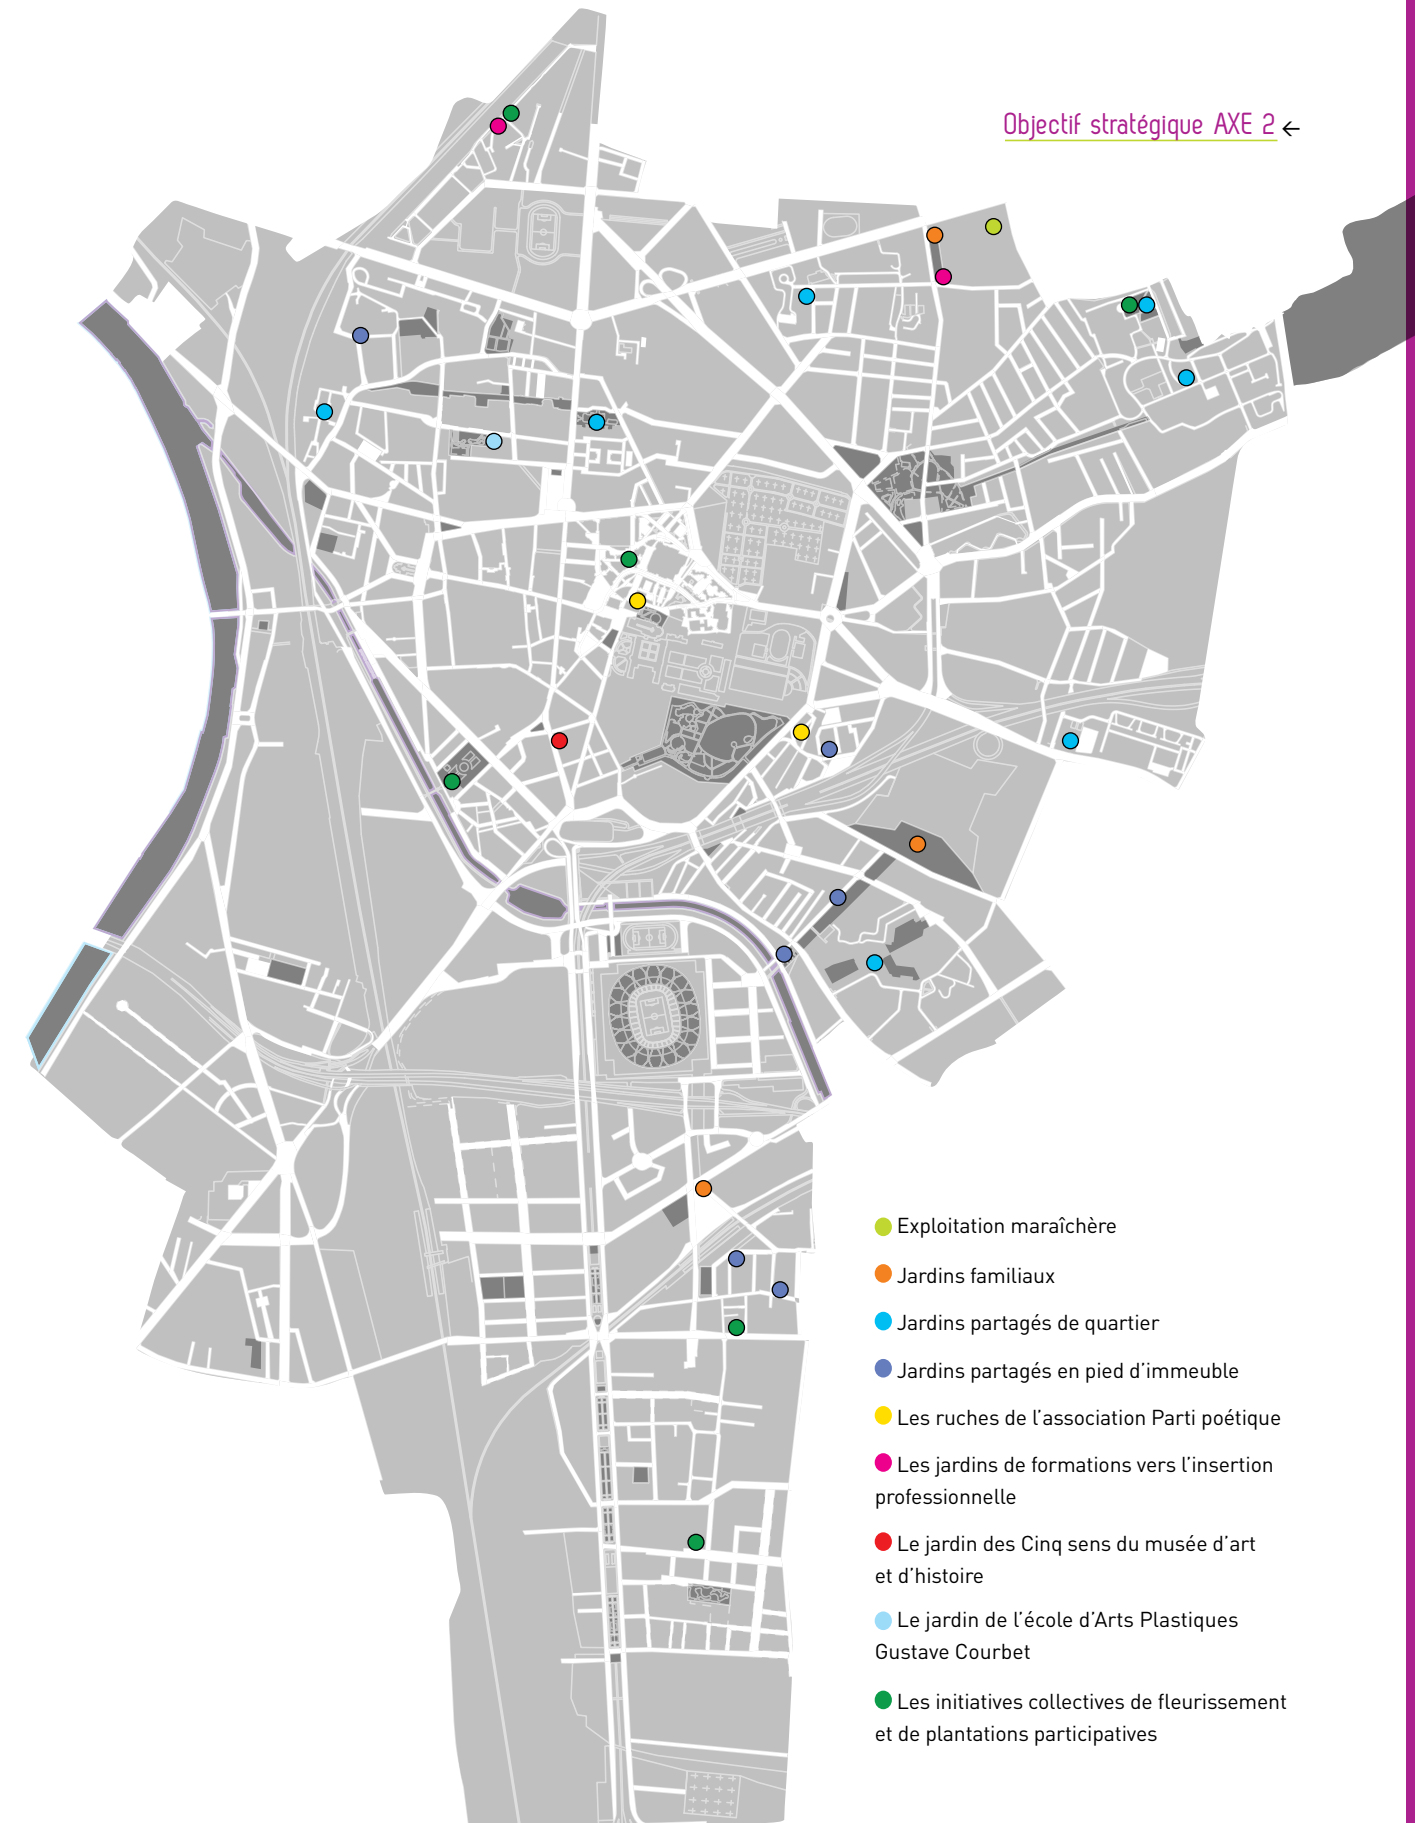 Objectif stratégique AXE 2 ←
Exploitation maraîchère
Jardins familiaux
Jardins partagés de quartier
Jardins partagés en pied d’immeuble
Les ruches de l’association Parti poétique
Les jardins de formations vers l’insertion
professionnelle
Le jardin des Cinq sens du musée d’art
et d’histoire
Le jardin de l’école d’Arts Plastiques
Gustave Courbet
Les initiatives collectives de fleurissement
et de plantations participatives